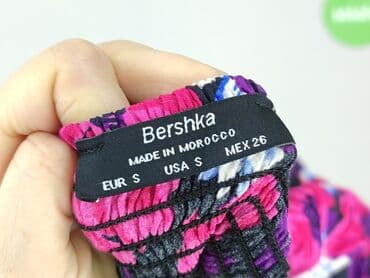 Bershka
MADE IN MOROCCO
EUR S USA S MEX 26